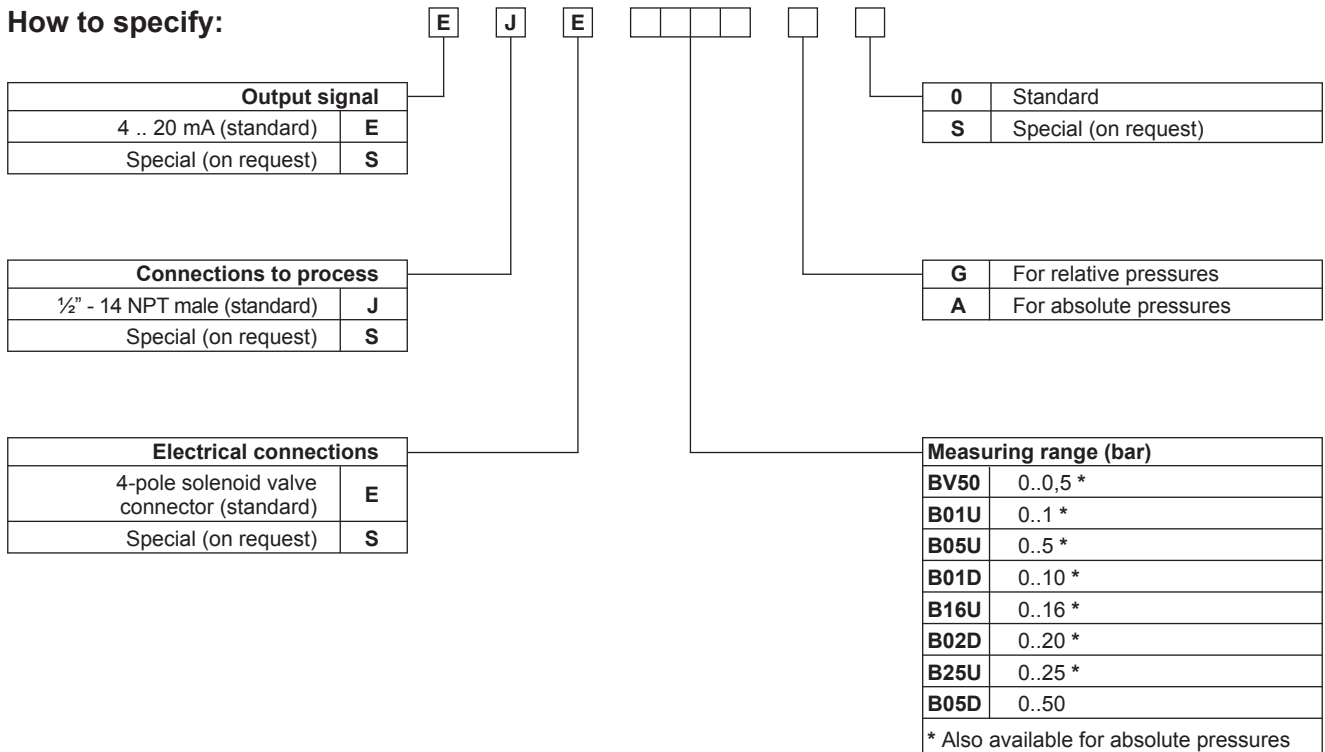 How to specify: E J E
Output signal
4 .. 20 mA (standard) E
Special (on request) S
0 Standard
S Special (on request)
Connections to process
½” - 14 NPT male (standard) J
Special (on request) S
G For relative pressures
A For absolute pressures
Electrical connections
4-pole solenoid valve
connector (standard) E
Special (on request) S
Measuring range (bar)
BV50 0..0,5 *
B01U 0..1 *
B05U 0..5 *
B01D 0..10 *
B16U 0..16 *
B02D 0..20 *
B25U 0..25 *
B05D 0..50
* Also available for absolute pressures